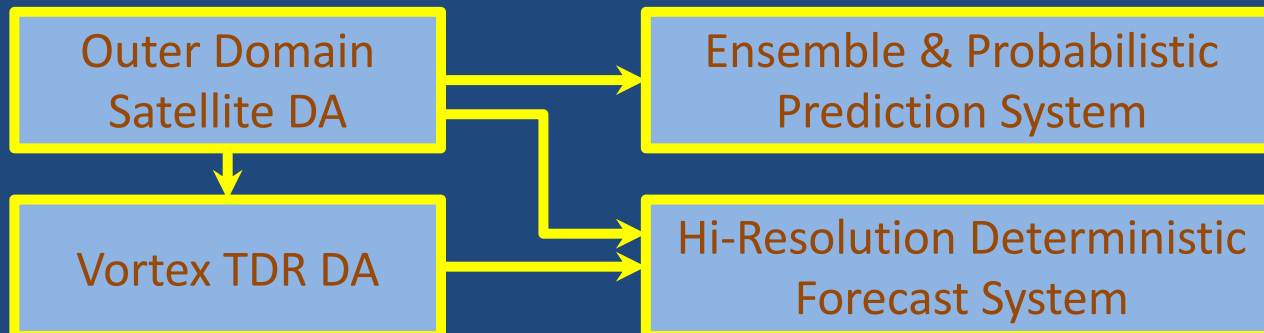 Outer Domain
Satellite DA
Ensemble & Probabilistic
Prediction System
Vortex TDR DA
Hi-Resolution Deterministic
Forecast System